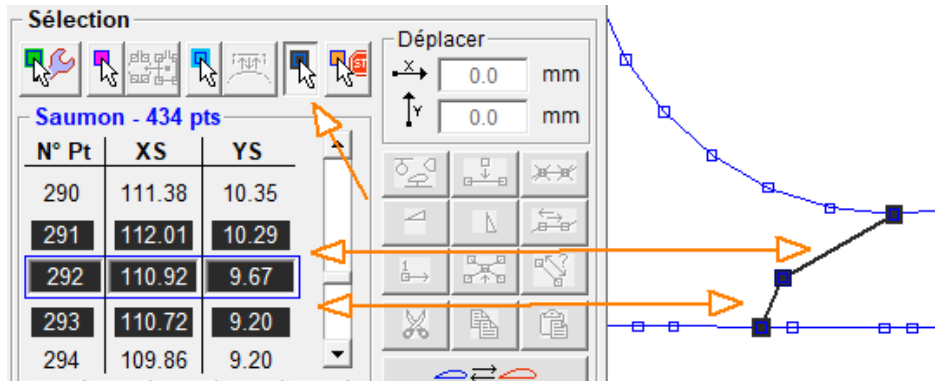 Sélection
Déplacer
X
0.0 mm
Y
0.0 mm
Saumon - 434 pts
N° Pt XS YS
290 111.38 10.35
291 112.01 10.29
292 110.92 9.67
293 110.72 9.20
294 109.86 9.20
ST
1
?